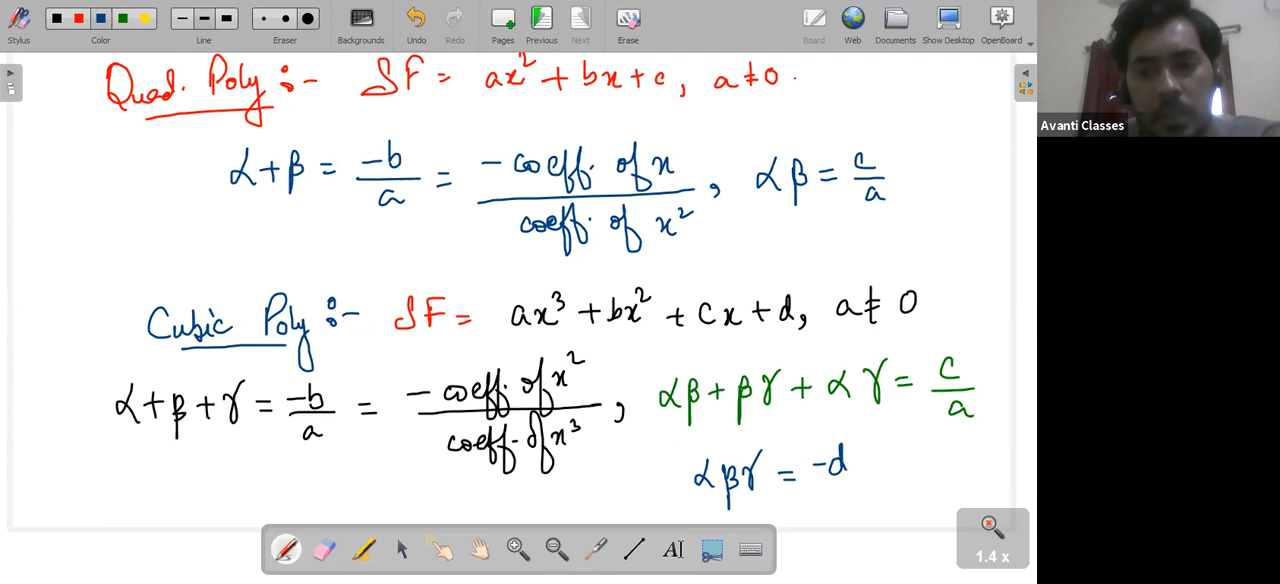 Stylus Color Line Eraser Backgrounds Undo Redo Pages Previous Next Erase Board Web Documents Show Desktop OpenBoard
Quad. Poly :- SF = ax² + bx + c, a ≠ 0.
α + β = -b/a = - coeff. of x / coeff. of x², αβ = c/a
Cubic Poly :- SF = ax³ + bx² + cx + d, a ≠ 0
α + β + γ = -b/a = - coeff. of x² / coeff. of x³, αβ + βγ + αγ = c/a
αβγ = -d
Avanti Classes
1.4 x